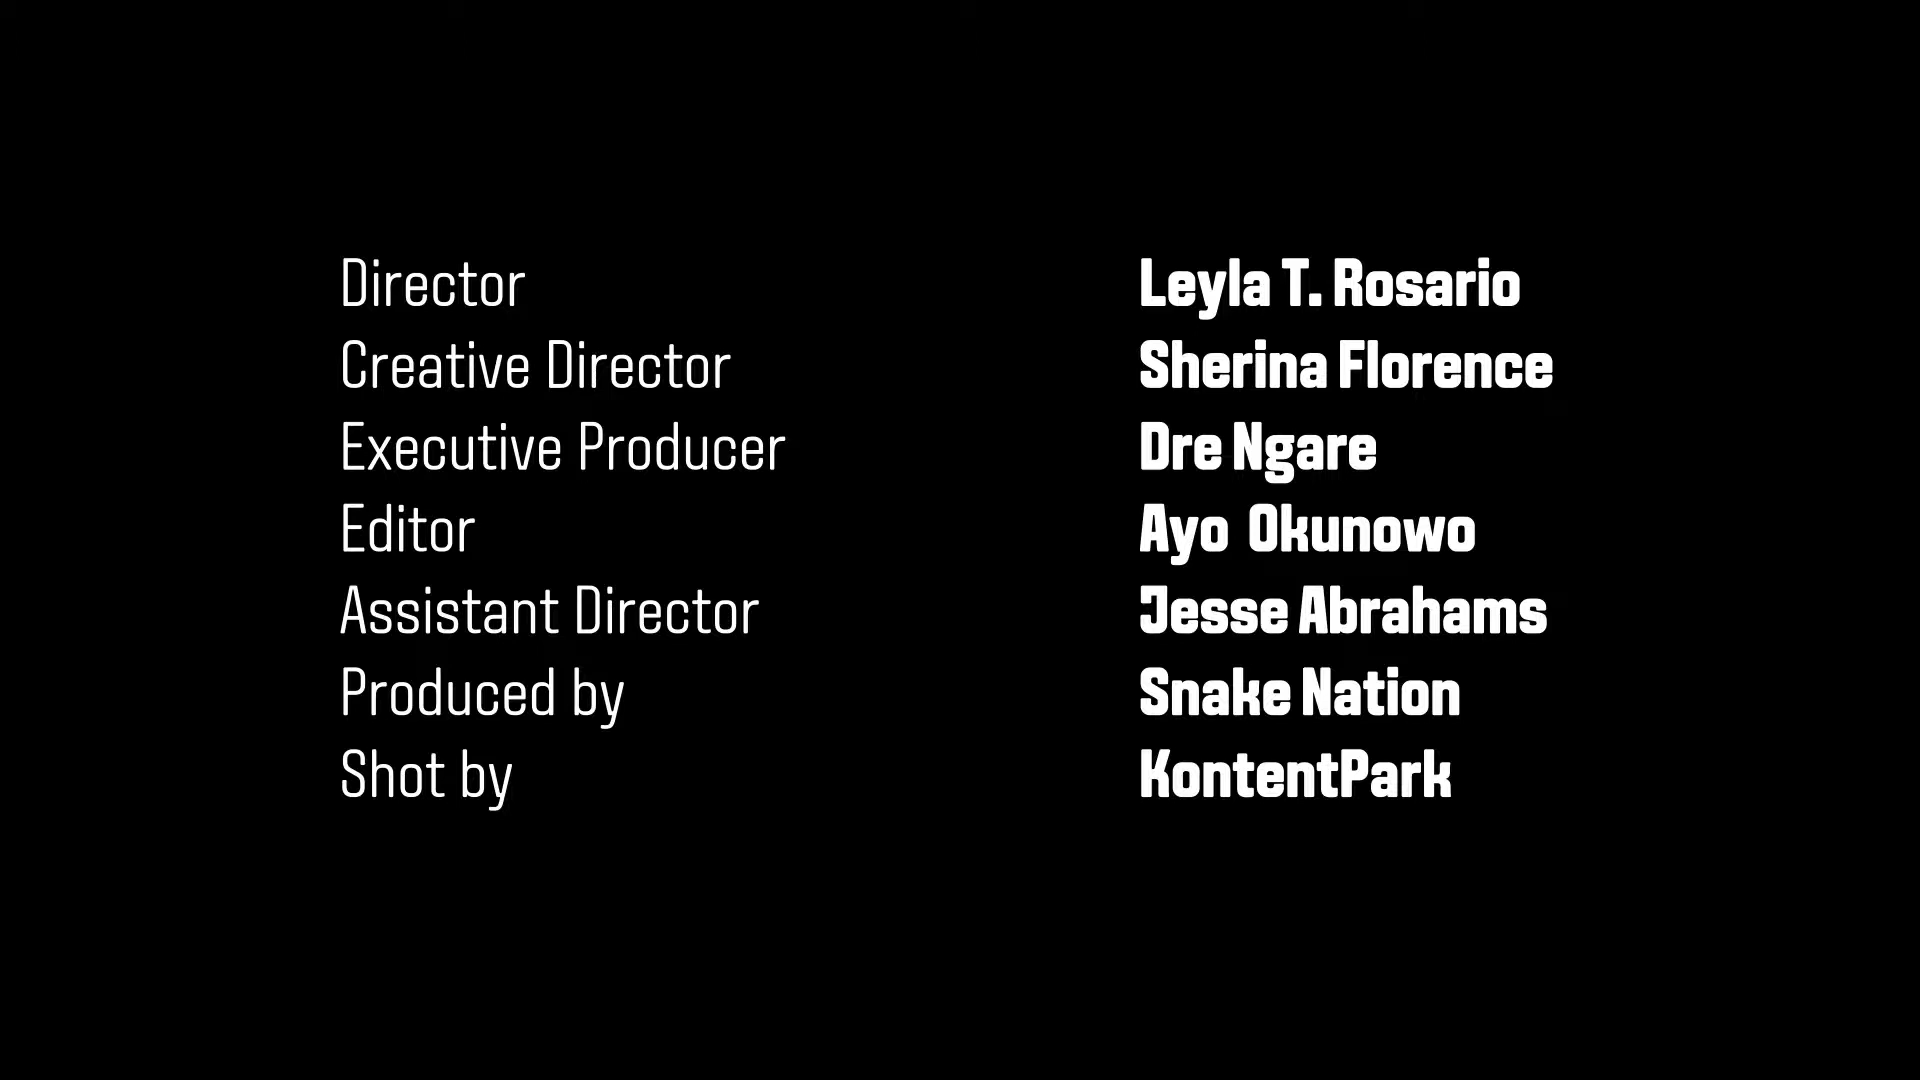 Director Leyla T. Rosario
Creative Director Sherina Florence
Executive Producer Dre Ngare
Editor Ayo Okunowo
Assistant Director Jesse Abrahams
Produced by Snake Nation
Shot by KontentPark